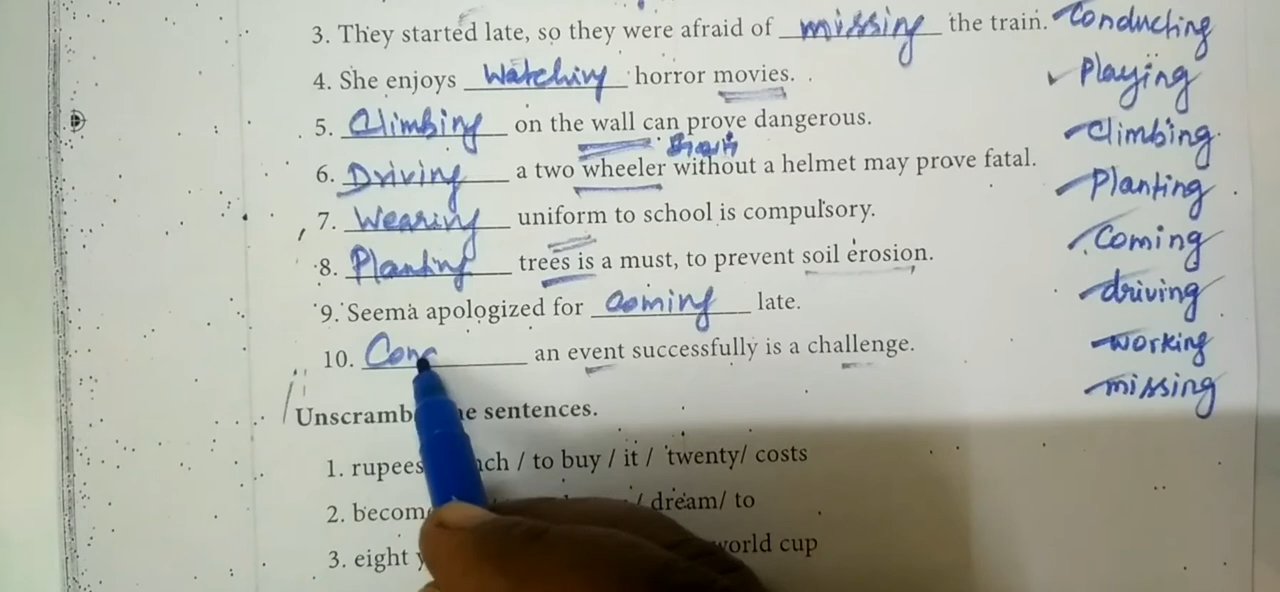 3. They started late, so they were afraid of missing the train.
4. She enjoys Watching horror movies.
5. Climbing on the wall can prove dangerous.
6. Driving a two wheeler without a helmet may prove fatal.
7. Wearing uniform to school is compulsory.
8. Planting trees is a must, to prevent soil erosion.
9. Seema apologized for Coming late.
10. Conc an event successfully is a challenge.
Unscramb e sentences.
1. rupees ch / to buy / it / twenty/ costs
2. becom / dream/ to
3. eight world cup
Conducting
Playing
Climbing
Planting
Coming
driving
working
missing